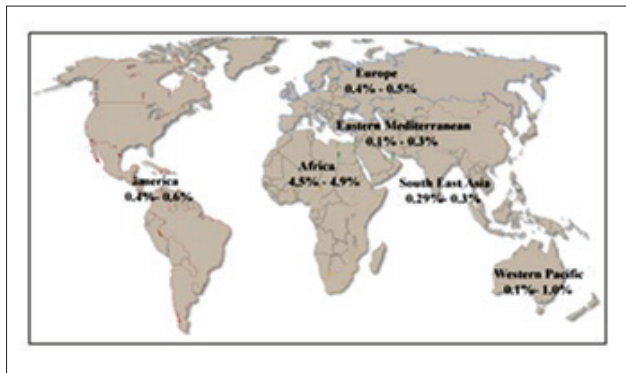 Europe
0.4% - 0.5%
Eastern Mediterranean
0.1% - 0.3%
Africa
4.5% - 4.9%
America
0.4%- 0.6%
South East Asia
0.29%- 0.3%
Western Pacific
0.1%- 1.0%